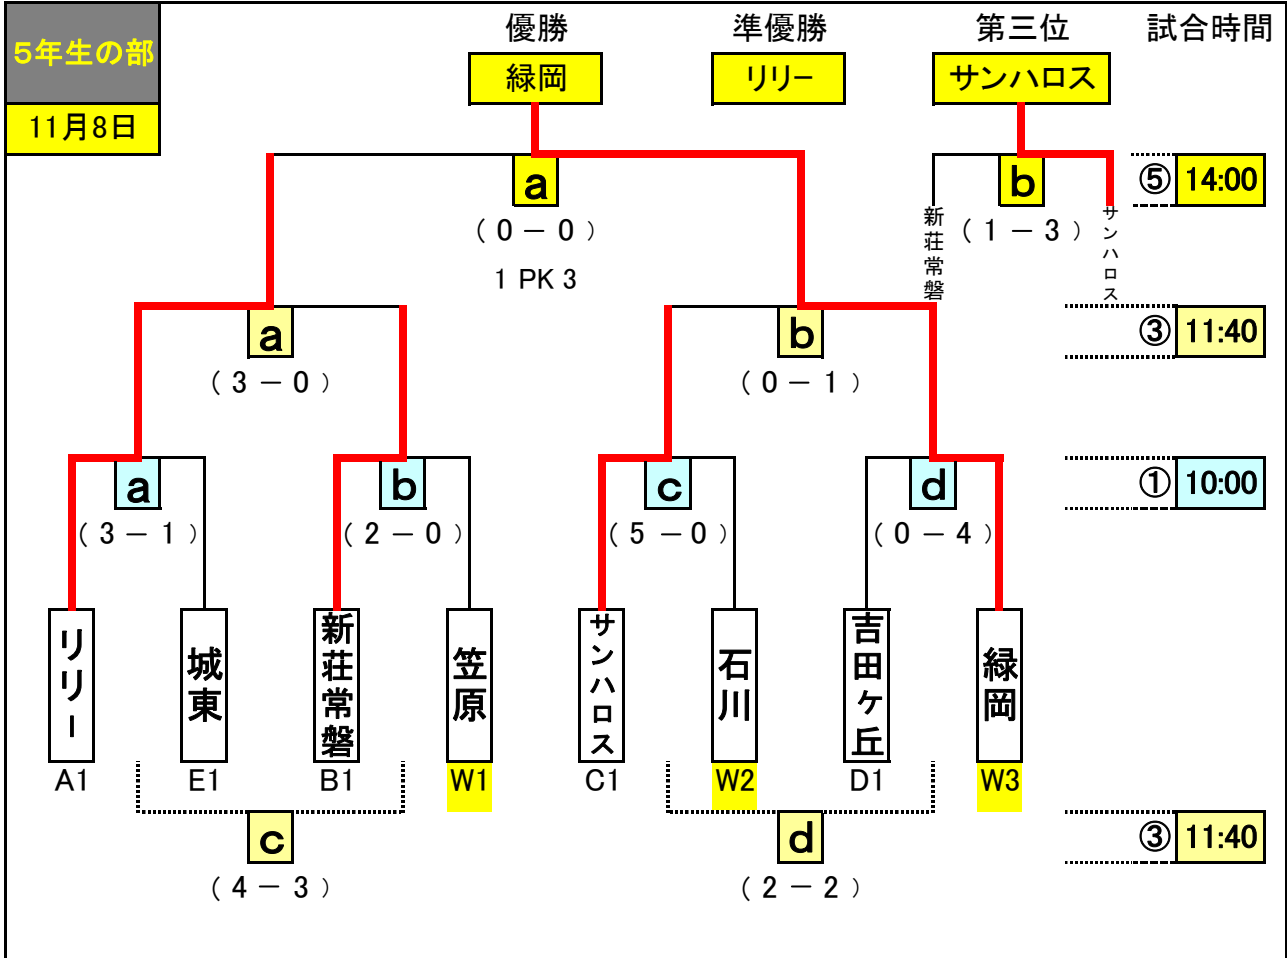 5年生の部
優勝
準優勝
第三位
試合時間
緑岡
リリー
サンハロス
11月8日
a
b
⑤
14:00
( 0 － 0 )
新荘常磐
( 1 － 3 )
サンハロス
1 PK 3
a
b
③
11:40
( 3 － 0 )
( 0 － 1 )
a
b
c
d
①
10:00
( 3 － 1 )
( 2 － 0 )
( 5 － 0 )
( 0 － 4 )
リリー
城東
新荘常磐
笠原
サンハロス
石川
吉田ヶ丘
緑岡
A1
E1
B1
W1
C1
W2
D1
W3
c
d
③
11:40
( 4 － 3 )
( 2 － 2 )